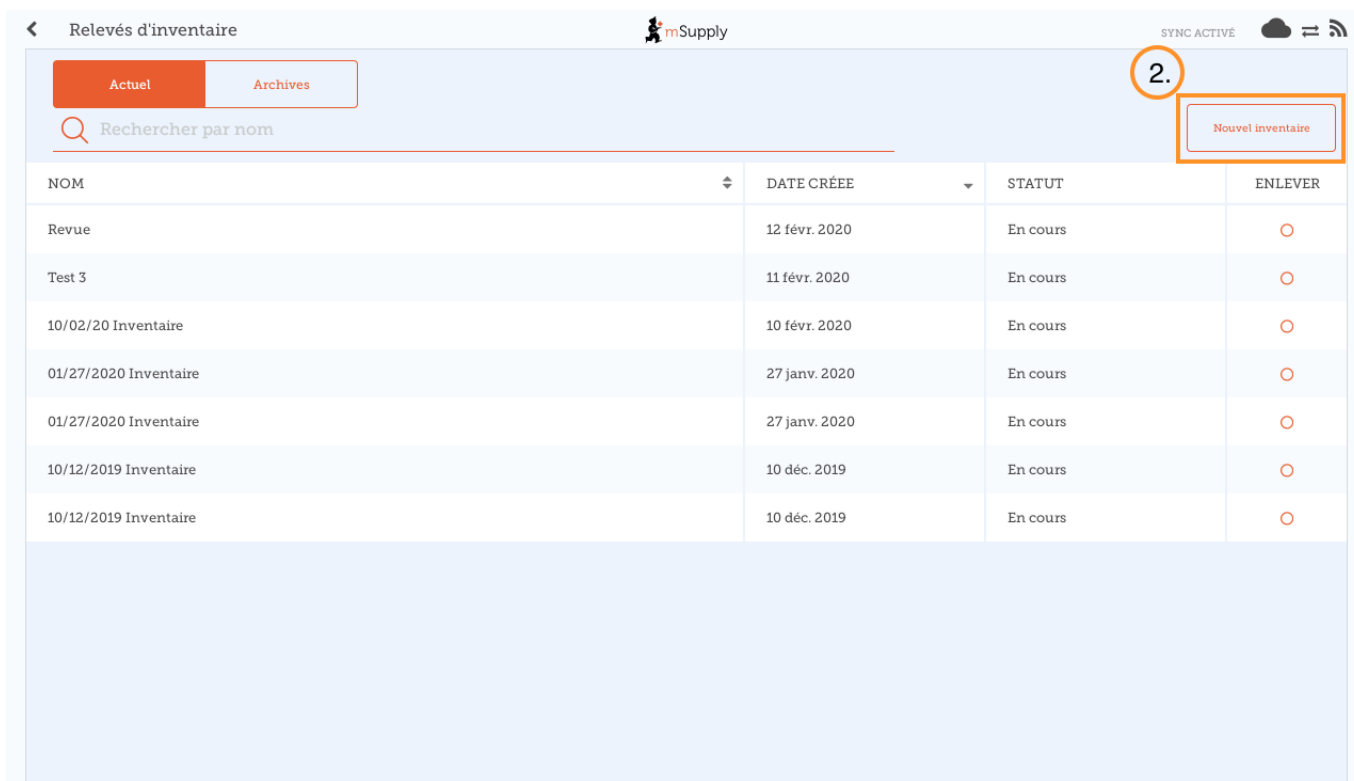 Relevés d'inventaire
mSupply
SYNC ACTIVÉ
Actuel
Archives
2.
Rechercher par nom
Nouvel inventaire
NOM DATE CRÉÉE STATUT ENLEVER
Revue 12 févr. 2020 En cours
Test 3 11 févr. 2020 En cours
10/02/20 Inventaire 10 févr. 2020 En cours
01/27/2020 Inventaire 27 janv. 2020 En cours
01/27/2020 Inventaire 27 janv. 2020 En cours
10/12/2019 Inventaire 10 déc. 2019 En cours
10/12/2019 Inventaire 10 déc. 2019 En cours